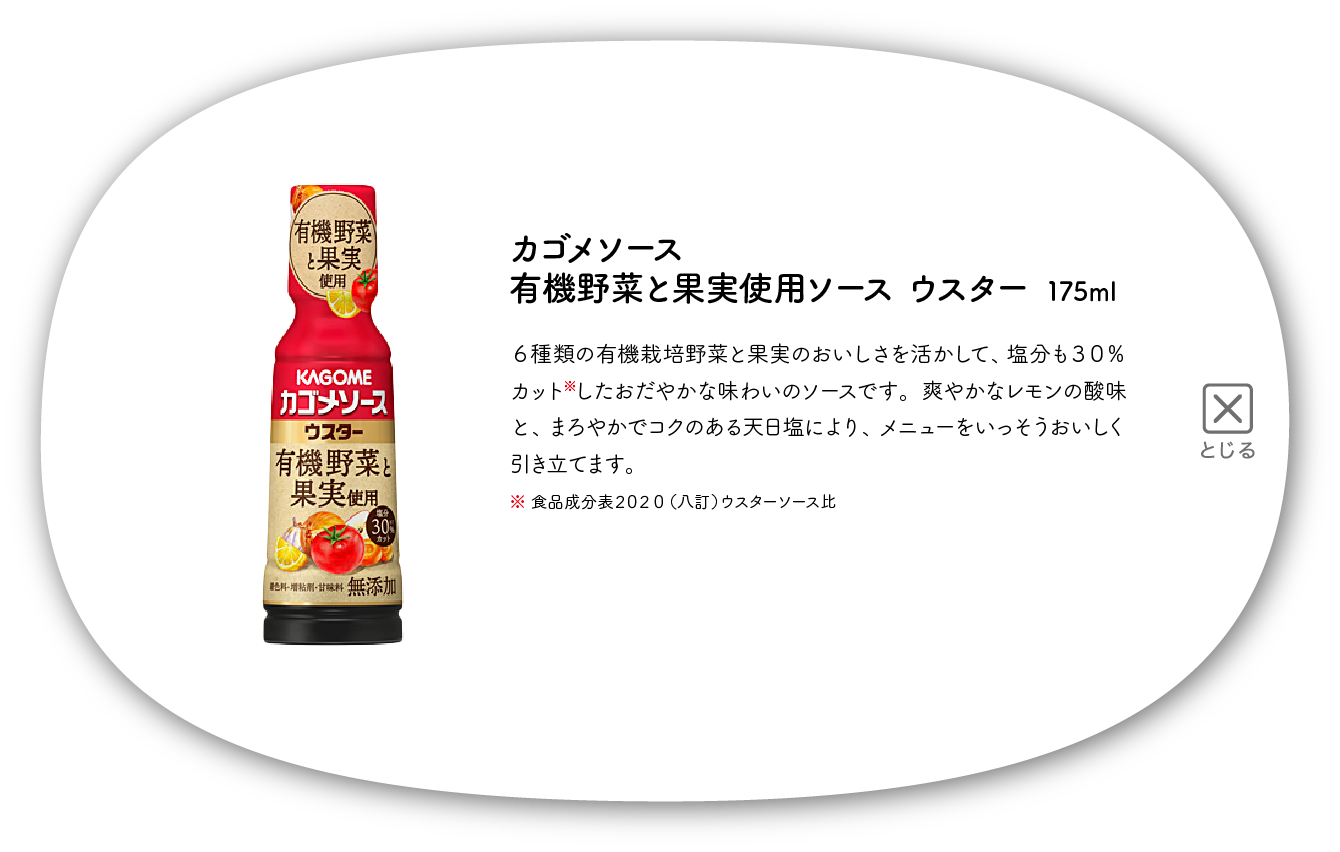 有機野菜
と果実
使用
KAGOME
カゴメソース
ウスター
有機野菜と
果実使用
塩分
30%
カット
着色料・増粘剤・甘味料 無添加
カゴメソース
有機野菜と果実使用ソース ウスター 175ml
６種類の有機栽培野菜と果実のおいしさを活かして、塩分も３０％
カット※したおだやかな味わいのソースです。爽やかなレモンの酸味
と、まろやかでコクのある天日塩により、メニューをいっそうおいしく
引き立てます。
※ 食品成分表２０２０（八訂）ウスターソース比
とじる